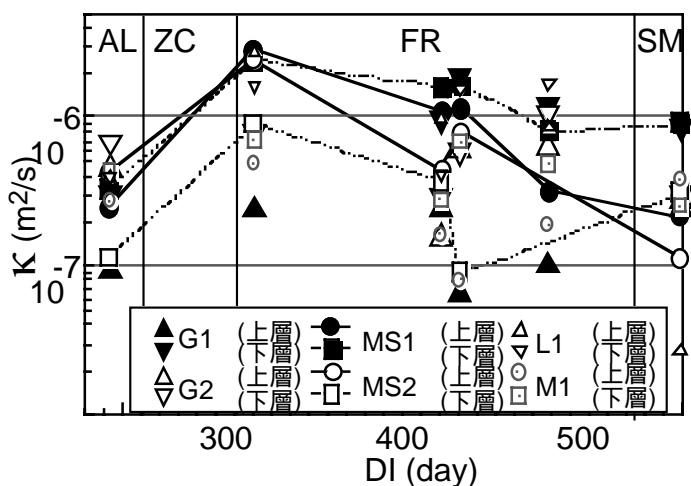 AL ZC FR SM
κ (m²/s)
10⁻⁶
10⁻⁷
G1 (上層) MS1 (上層) L1 (上層)
(下層) (下層) (下層)
G2 (上層) MS2 (上層) M1 (上層)
(下層) (下層) (下層)
300 400 500
DI (day)